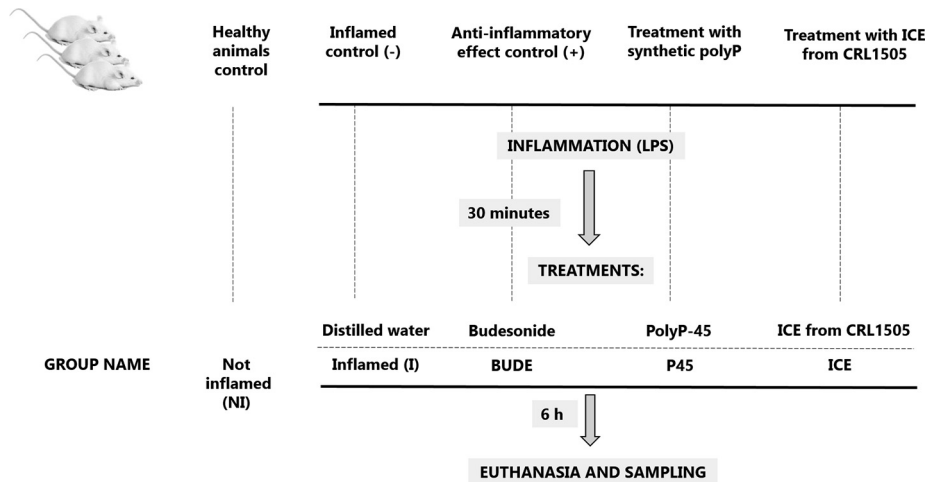 Healthy
animals
control
Inflamed
control (-)
Anti-inflammatory
effect control (+)
Treatment with
synthetic polyP
Treatment with ICE
from CRL1505
INFLAMMATION (LPS)
30 minutes
TREATMENTS:
Distilled water
Budesonide
PolyP-45
ICE from CRL1505
GROUP NAME
Not
inflamed
(NI)
Inflamed (I)
BUDE
P45
ICE
6 h
EUTHANASIA AND SAMPLING